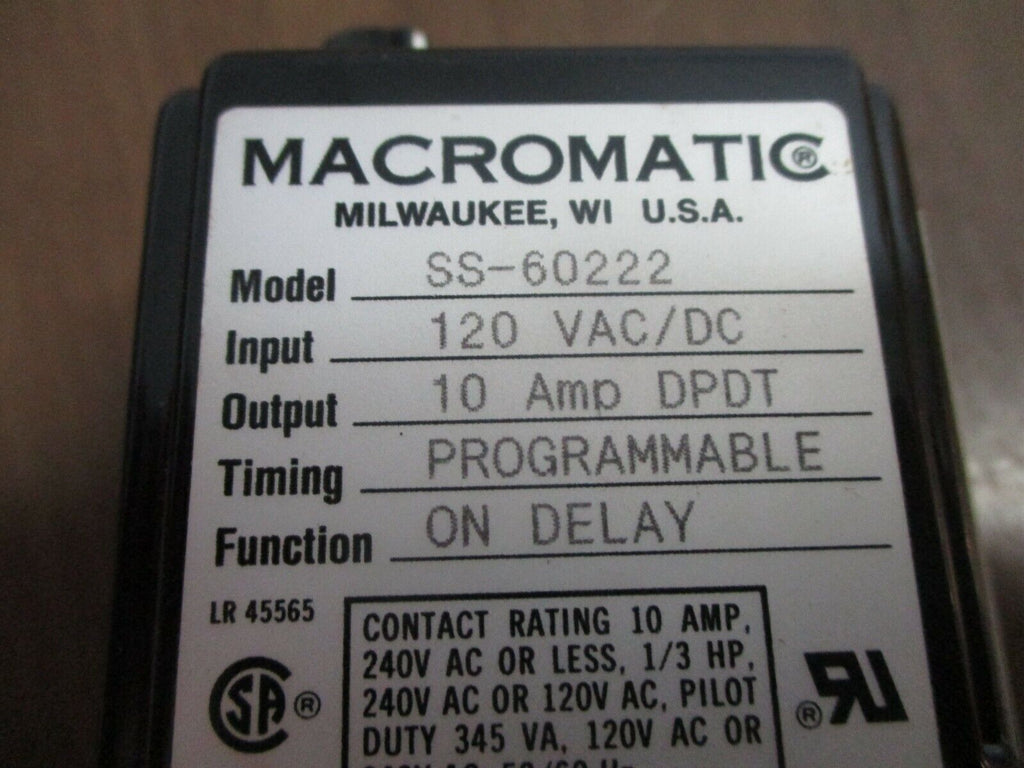 MACROMATIC®
MILWAUKEE, WI U.S.A.
Model SS-60222
Input 120 VAC/DC
Output 10 Amp DPDT
Timing PROGRAMMABLE
Function ON DELAY
LR 45565
CONTACT RATING 10 AMP,
240V AC OR LESS, 1/3 HP,
240V AC OR 120V AC, PILOT
DUTY 345 VA, 120V AC OR
SA ®
® RU